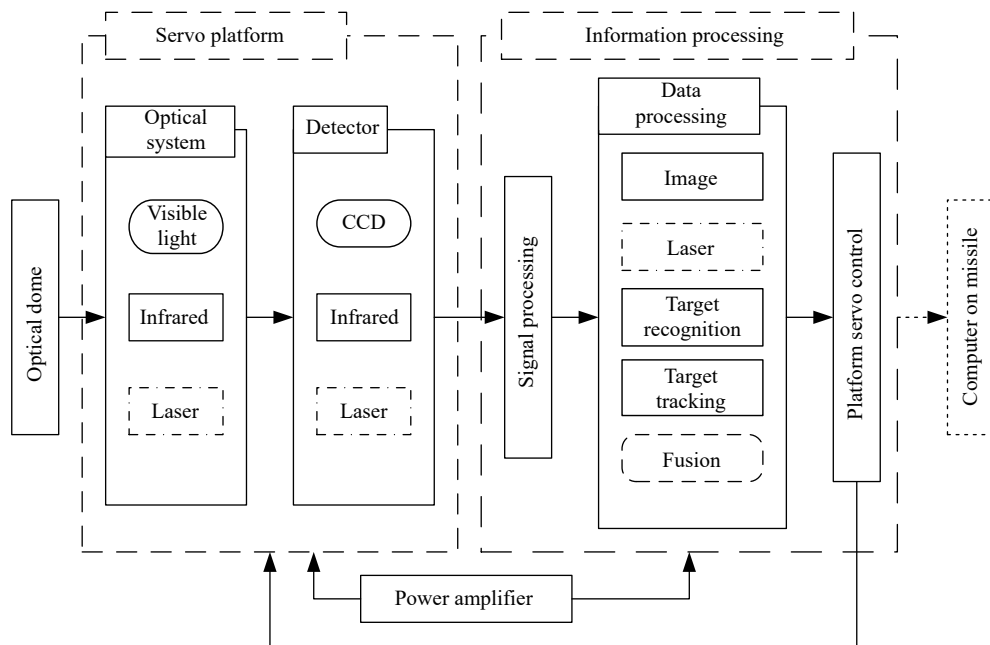 Servo platform
Information processing
Optical dome
Optical
system
Visible
light
Infrared
Laser
Detector
CCD
Infrared
Laser
Signal processing
Data
processing
Image
Laser
Target
recognition
Target
tracking
Fusion
Platform servo control
Computer on missile
Power amplifier